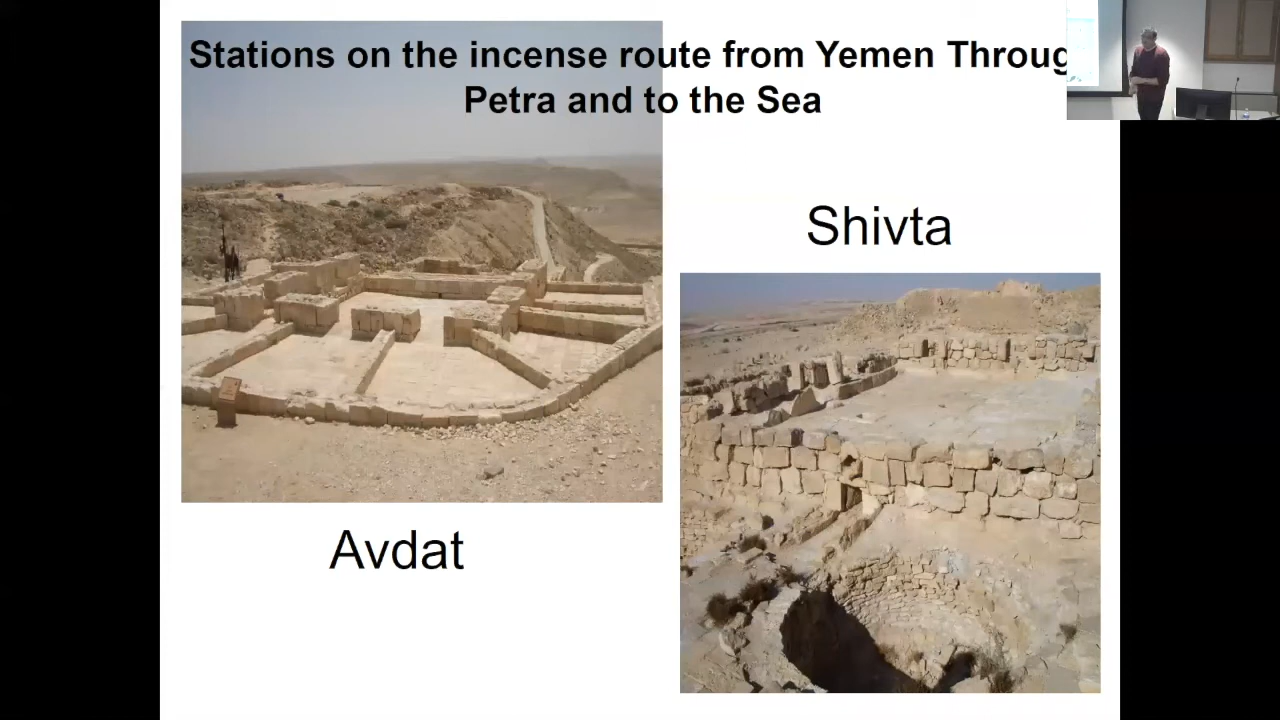 Stations on the incense route from Yemen Throug
Petra and to the Sea
Shivta
Avdat